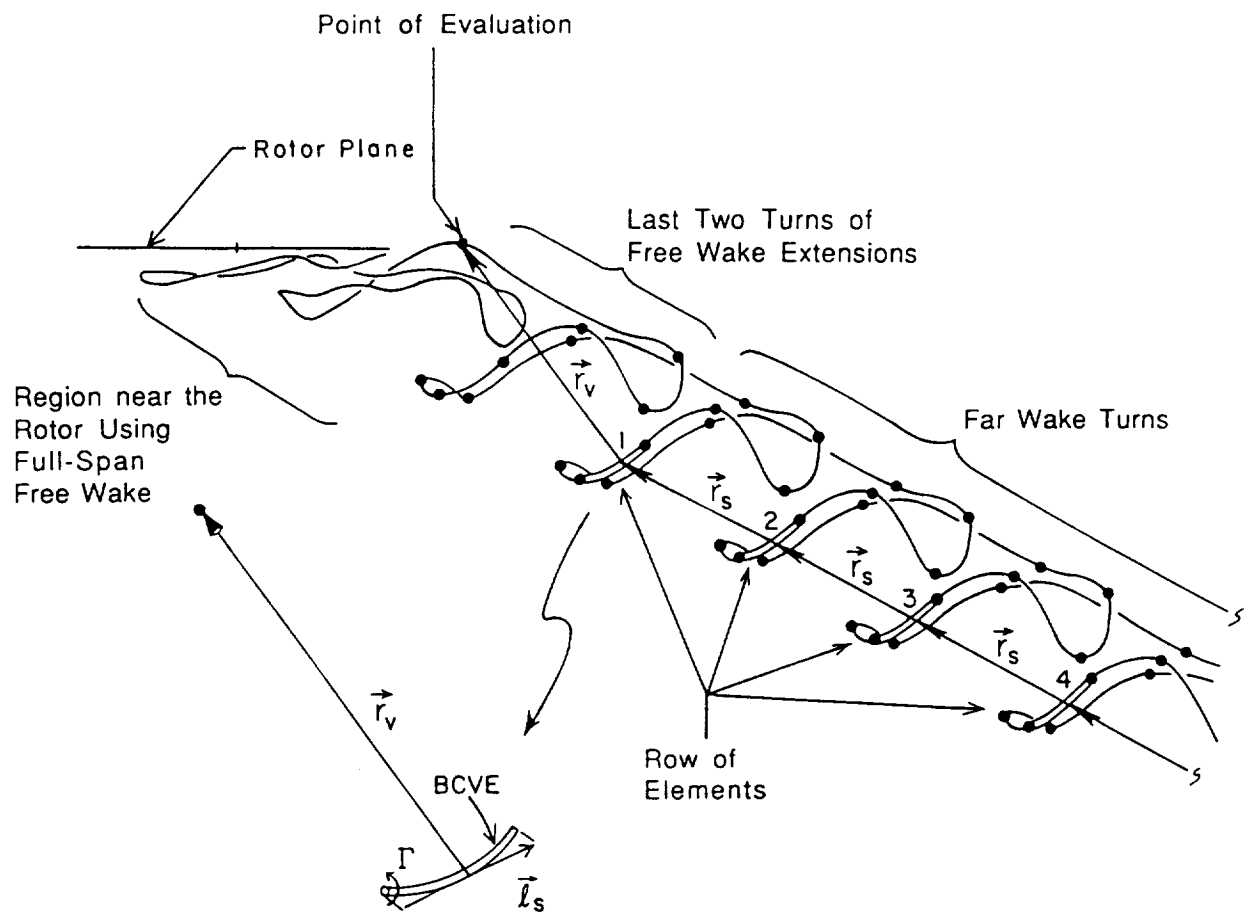 Point of Evaluation
Rotor Plane
Last Two Turns of
Free Wake Extensions
Region near the
Rotor Using
Full-Span
Free Wake
Far Wake Turns
r⃗v
1
r⃗s
2
r⃗s
3
r⃗s
4
s
s
r⃗v
Row of
Elements
BCVE
Γ
l⃗s